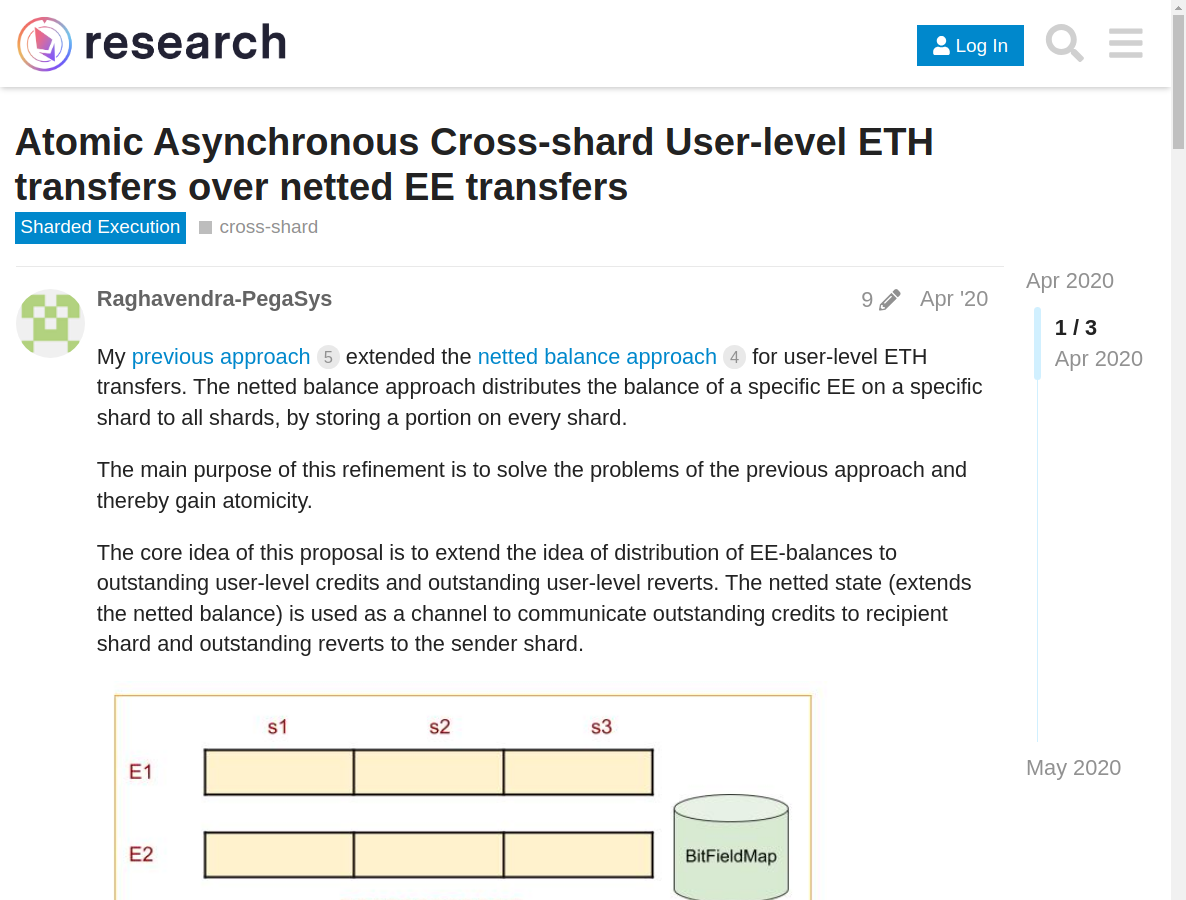 research
Log In
Atomic Asynchronous Cross-shard User-level ETH
transfers over netted EE transfers
Sharded Execution cross-shard
Raghavendra-PegaSys 9 Apr '20
My previous approach 5 extended the netted balance approach 4 for user-level ETH
transfers. The netted balance approach distributes the balance of a specific EE on a specific
shard to all shards, by storing a portion on every shard.
The main purpose of this refinement is to solve the problems of the previous approach and
thereby gain atomicity.
The core idea of this proposal is to extend the idea of distribution of EE-balances to
outstanding user-level credits and outstanding user-level reverts. The netted state (extends
the netted balance) is used as a channel to communicate outstanding credits to recipient
shard and outstanding reverts to the sender shard.
s1 s2 s3
E1
E2
BitFieldMap
Apr 2020
1 / 3
Apr 2020
May 2020